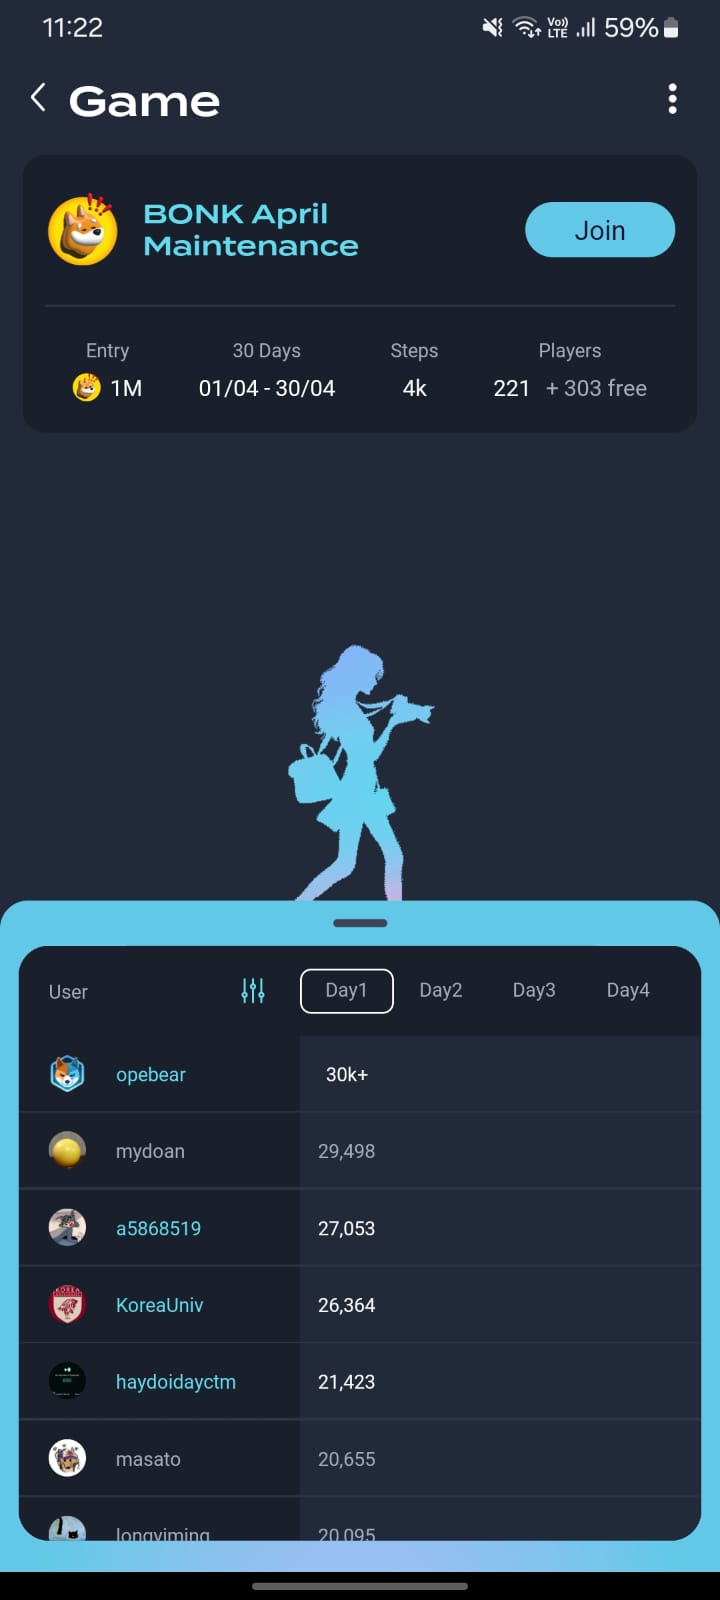 11:22
Vo)) LTE 59%
Game
BONK April
Maintenance
Join
Entry 30 Days Steps Players
1M 01/04 - 30/04 4k 221 + 303 free
User Day1 Day2 Day3 Day4
opebear 30k+
mydoan 29,498
a5868519 27,053
KoreaUniv 26,364
haydoidayctm 21,423
masato 20,655
longyiming 20,095